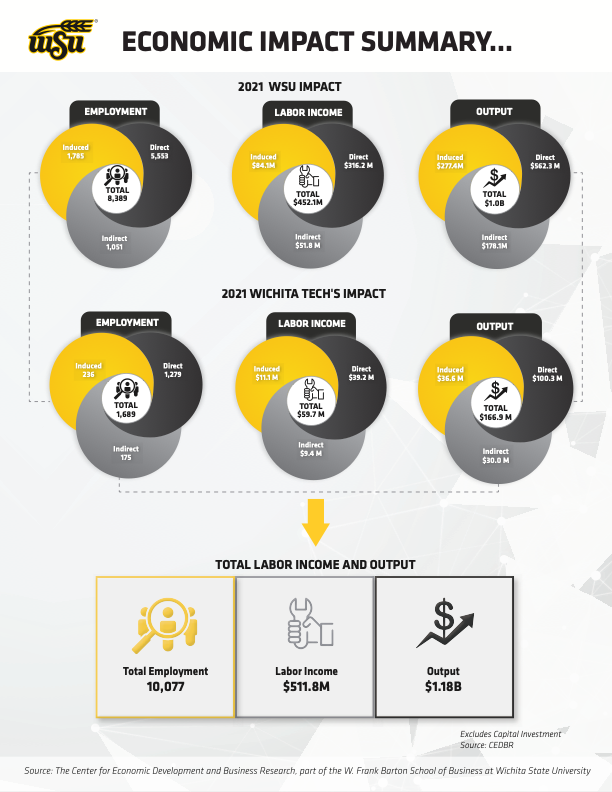 wsu
®
ECONOMIC IMPACT SUMMARY...
2021 WSU IMPACT
EMPLOYMENT
Induced
1,785
Direct
5,553
TOTAL
8,389
Indirect
1,051
LABOR INCOME
Induced
$84.1M
Direct
$316.2 M
TOTAL
$452.1M
Indirect
$51.8 M
OUTPUT
Induced
$277.4M
Direct
$562.3 M
TOTAL
$1.0B
Indirect
$178.1M
2021 WICHITA TECH'S IMPACT
EMPLOYMENT
Induced
236
Direct
1,279
TOTAL
1,689
Indirect
175
LABOR INCOME
Induced
$11.1 M
Direct
$39.2 M
TOTAL
$59.7 M
Indirect
$9.4 M
OUTPUT
Induced
$36.6 M
Direct
$100.3 M
TOTAL
$166.9 M
Indirect
$30.0 M
TOTAL LABOR INCOME AND OUTPUT
Total Employment
10,077
Labor Income
$511.8M
Output
$1.18B
Excludes Capital Investment
Source: CEDBR
Source: The Center for Economic Development and Business Research, part of the W. Frank Barton School of Business at Wichita State University